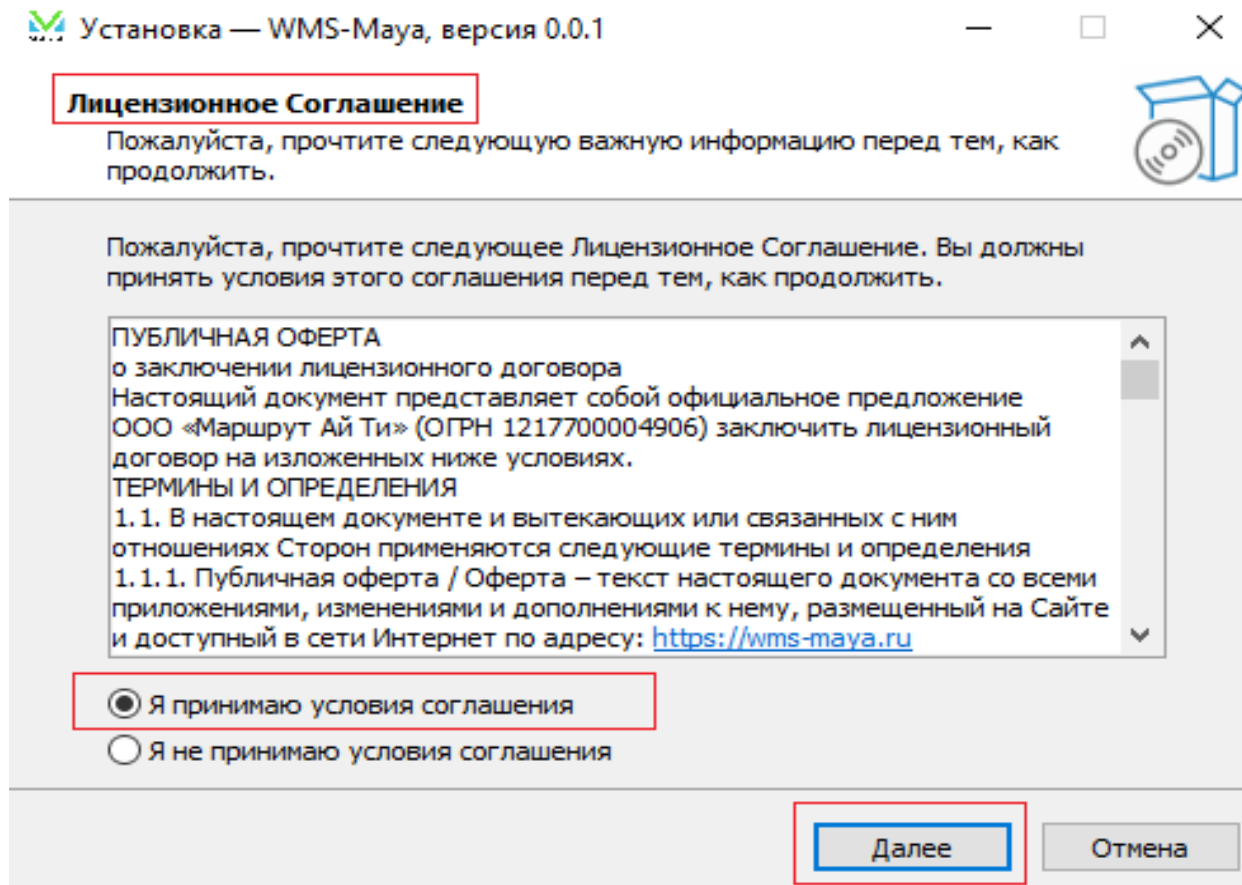 Установка — WMS-Maya, версия 0.0.1
Лицензионное Соглашение
Пожалуйста, прочтите следующую важную информацию перед тем, как
продолжить.
Пожалуйста, прочтите следующее Лицензионное Соглашение. Вы должны
принять условия этого соглашения перед тем, как продолжить.
ПУБЛИЧНАЯ ОФЕРТА
о заключении лицензионного договора
Настоящий документ представляет собой официальное предложение
ООО «Маршрут Ай Ти» (ОГРН 1217700004906) заключить лицензионный
договор на изложенных ниже условиях.
ТЕРМИНЫ И ОПРЕДЕЛЕНИЯ
1.1. В настоящем документе и вытекающих или связанных с ним
отношениях Сторон применяются следующие термины и определения
1.1.1. Публичная оферта / Оферта – текст настоящего документа со всеми
приложениями, изменениями и дополнениями к нему, размещенный на Сайте
и доступный в сети Интернет по адресу: https://wms-maya.ru
Я принимаю условия соглашения
Я не принимаю условия соглашения
Далее
Отмена